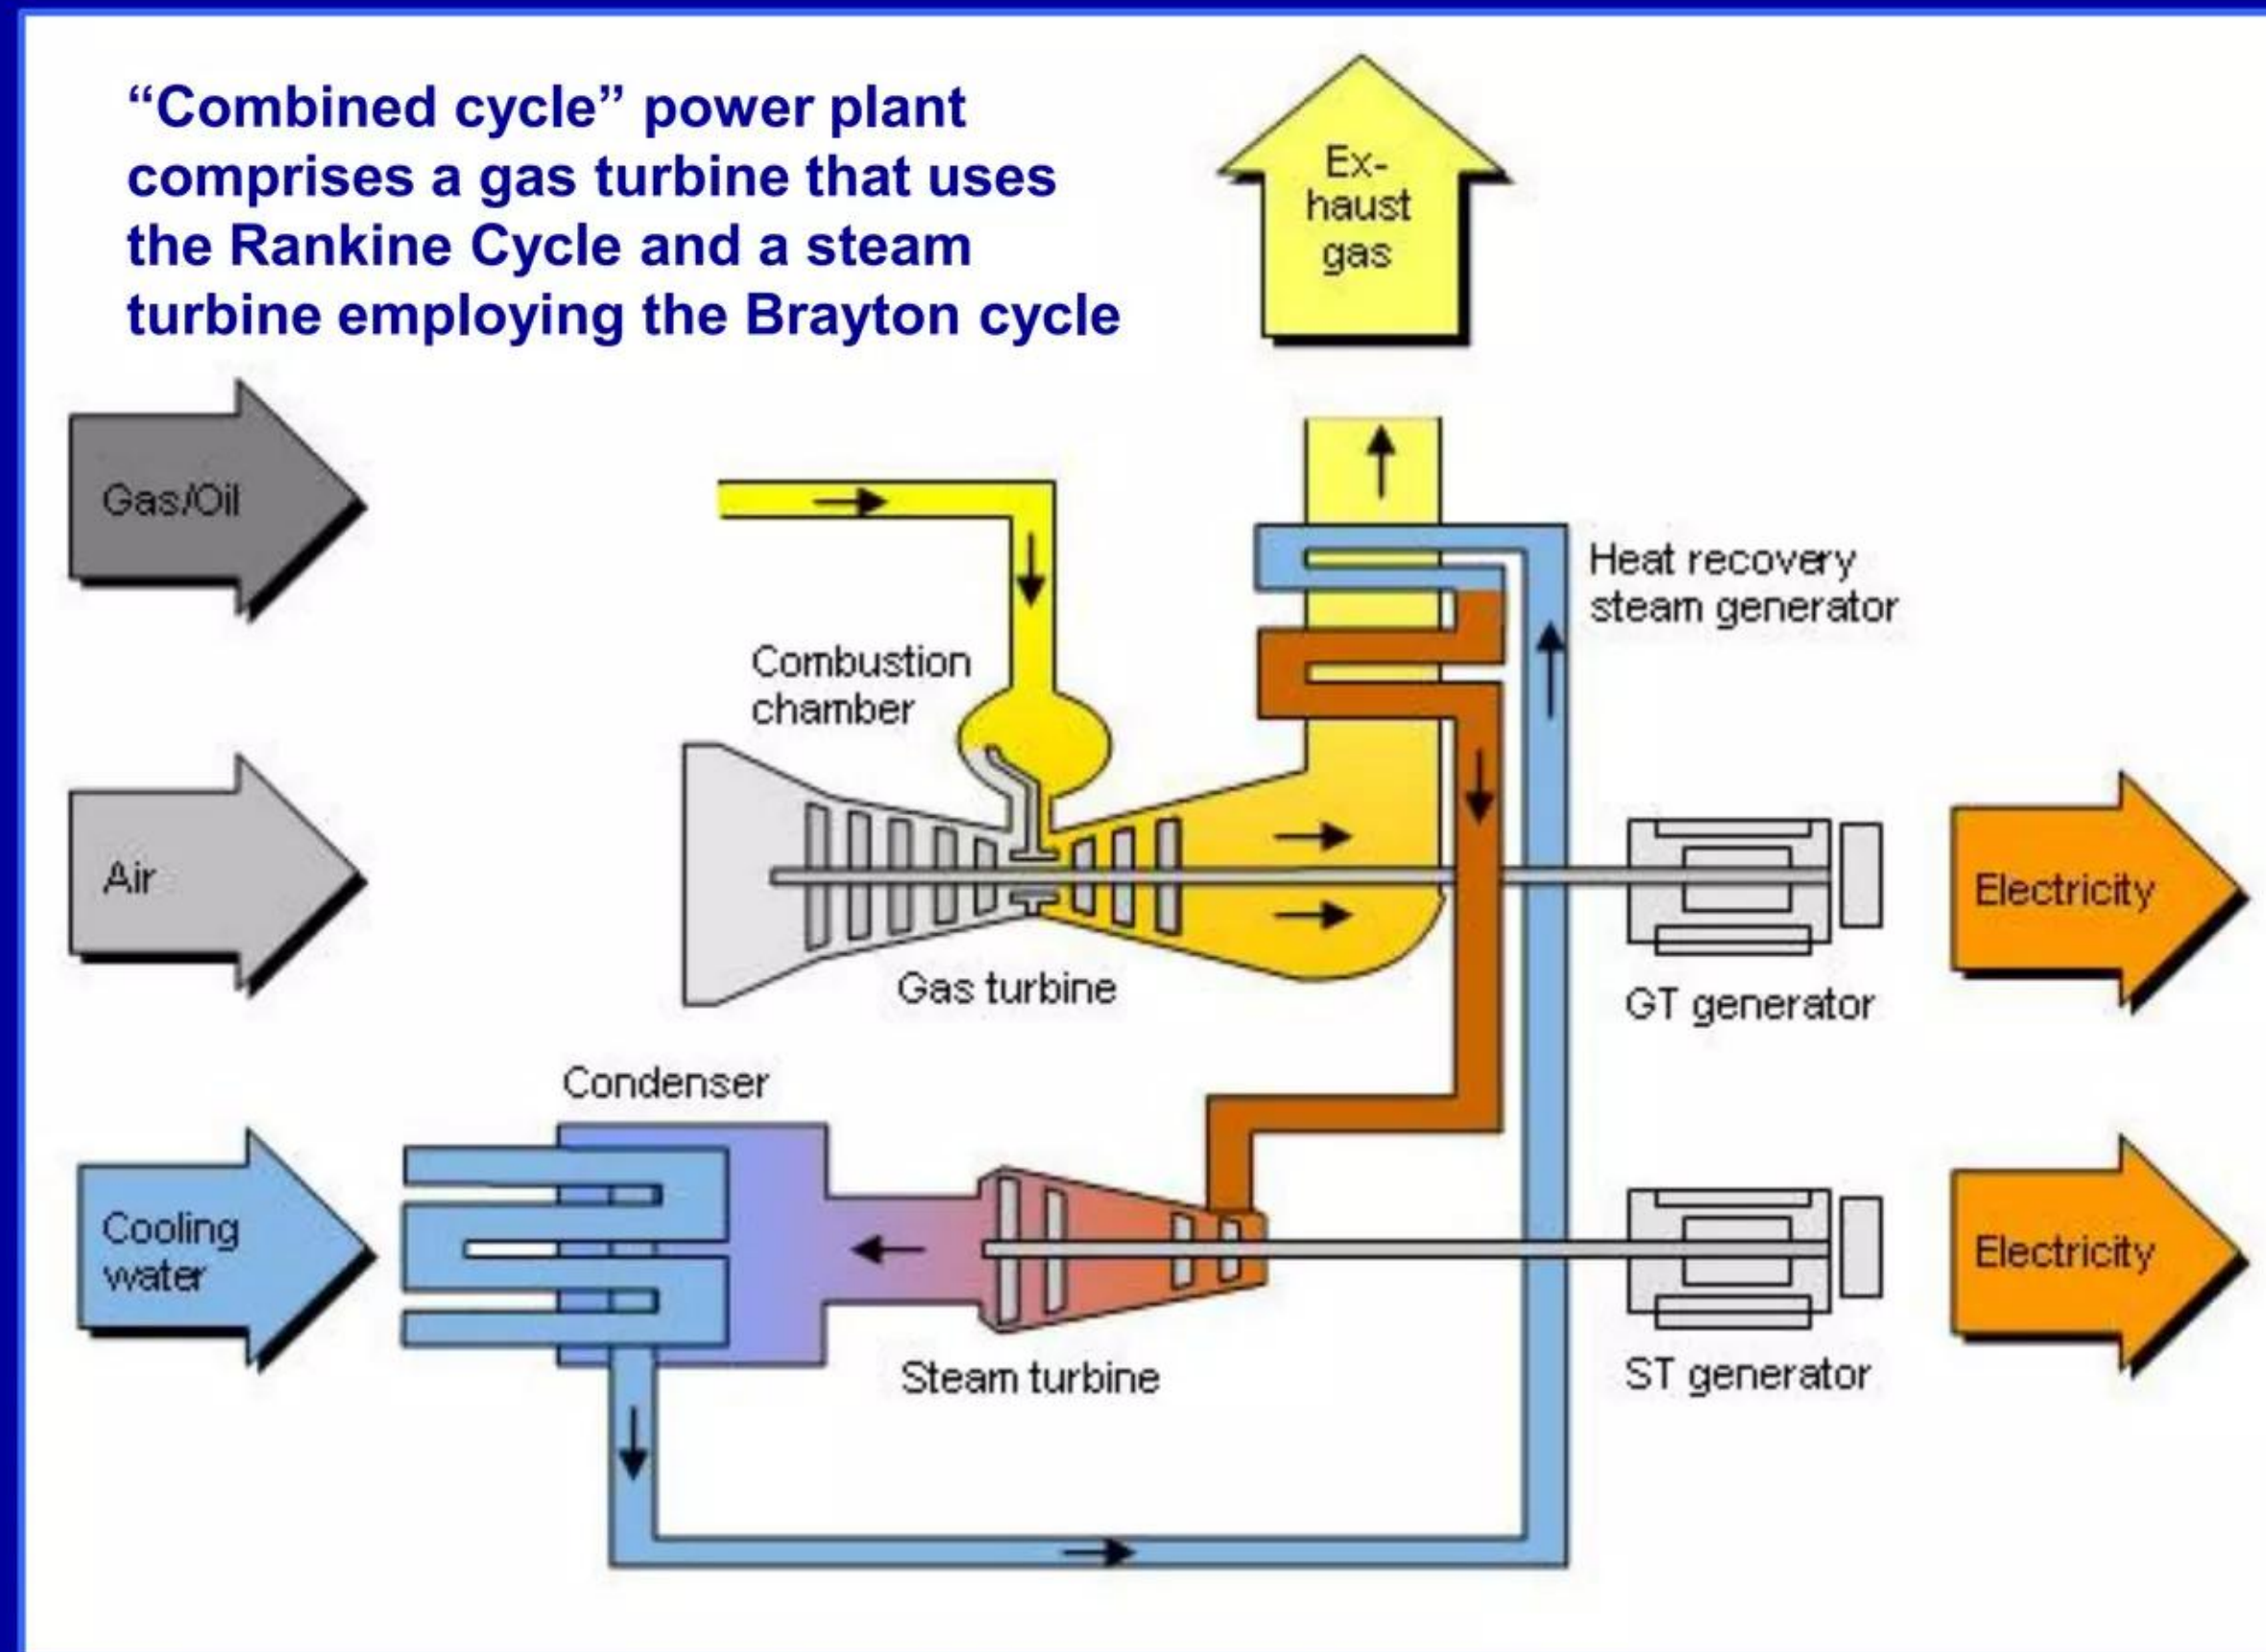 “Combined cycle” power plant
comprises a gas turbine that uses
the Rankine Cycle and a steam
turbine employing the Brayton cycle
Ex-
haust
gas
Gas/Oil
Heat recovery
steam generator
Combustion
chamber
Air
Electricity
Gas turbine
GT generator
Condenser
Cooling
water
Electricity
Steam turbine
ST generator